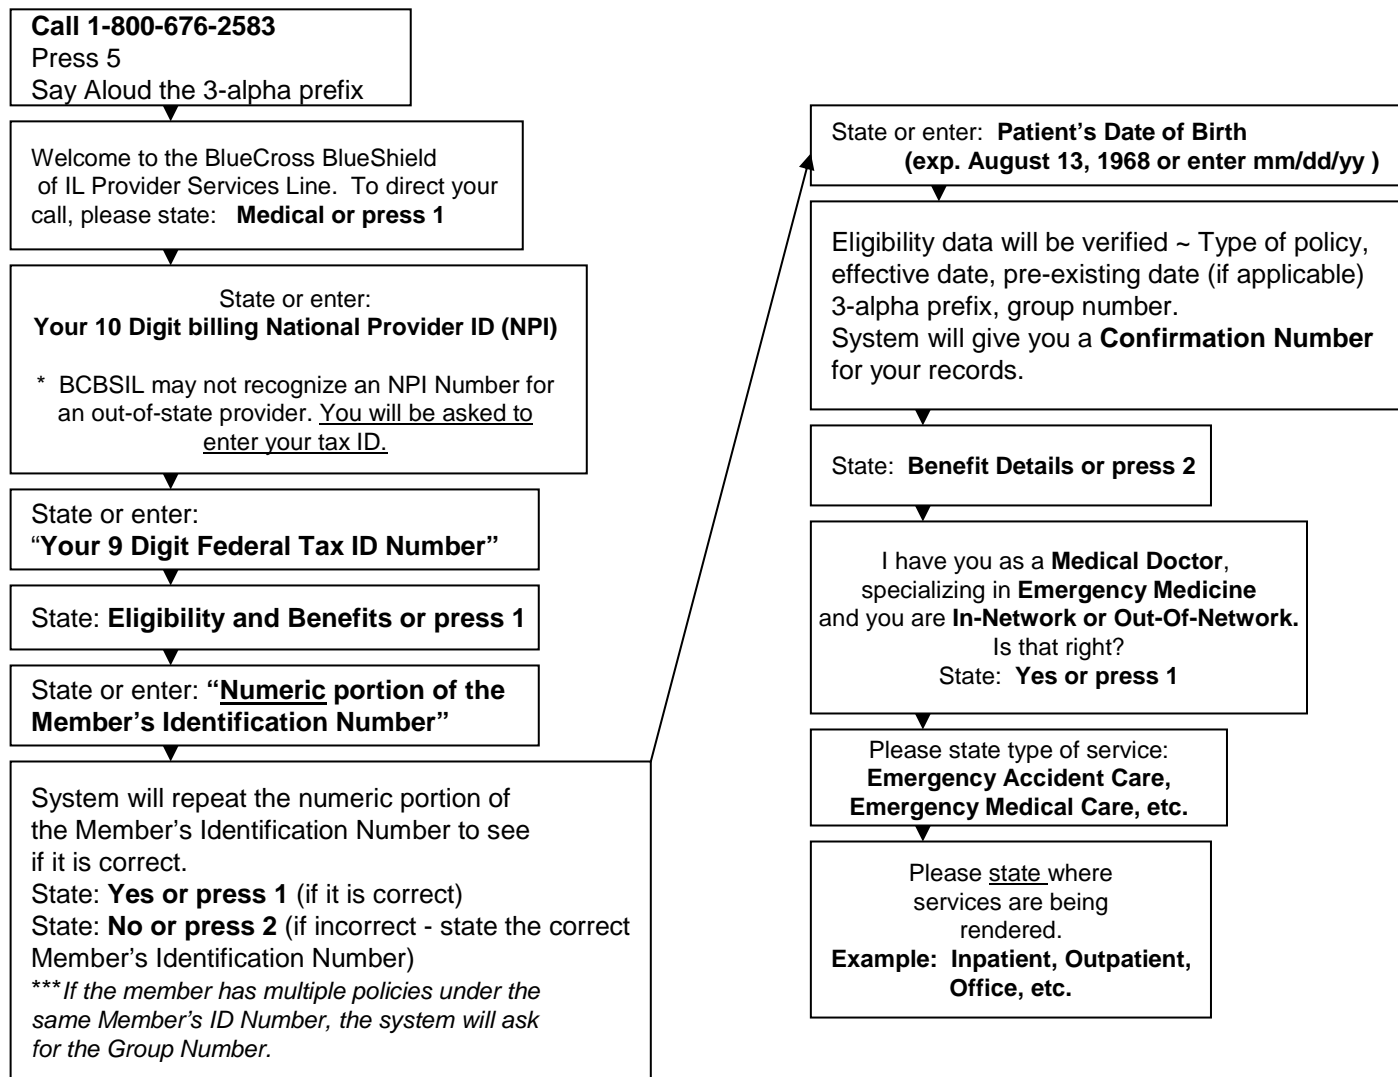 Call 1-800-676-2583
Press 5
Say Aloud the 3-alpha prefix
Welcome to the BlueCross BlueShield
of IL Provider Services Line. To direct your
call, please state: Medical or press 1
State or enter:
Your 10 Digit billing National Provider ID (NPI)
* BCBSIL may not recognize an NPI Number for
an out-of-state provider. You will be asked to
enter your tax ID.
State or enter:
“Your 9 Digit Federal Tax ID Number”
State: Eligibility and Benefits or press 1
State or enter: “Numeric portion of the
Member’s Identification Number”
System will repeat the numeric portion of
the Member’s Identification Number to see
if it is correct.
State: Yes or press 1 (if it is correct)
State: No or press 2 (if incorrect - state the correct
Member’s Identification Number)
***If the member has multiple policies under the
same Member’s ID Number, the system will ask
for the Group Number.
State or enter: Patient’s Date of Birth
(exp. August 13, 1968 or enter mm/dd/yy )
Eligibility data will be verified ~ Type of policy,
effective date, pre-existing date (if applicable)
3-alpha prefix, group number.
System will give you a Confirmation Number
for your records.
State: Benefit Details or press 2
I have you as a Medical Doctor,
specializing in Emergency Medicine
and you are In-Network or Out-Of-Network.
Is that right?
State: Yes or press 1
Please state type of service:
Emergency Accident Care,
Emergency Medical Care, etc.
Please state where
services are being
rendered.
Example: Inpatient, Outpatient,
Office, etc.